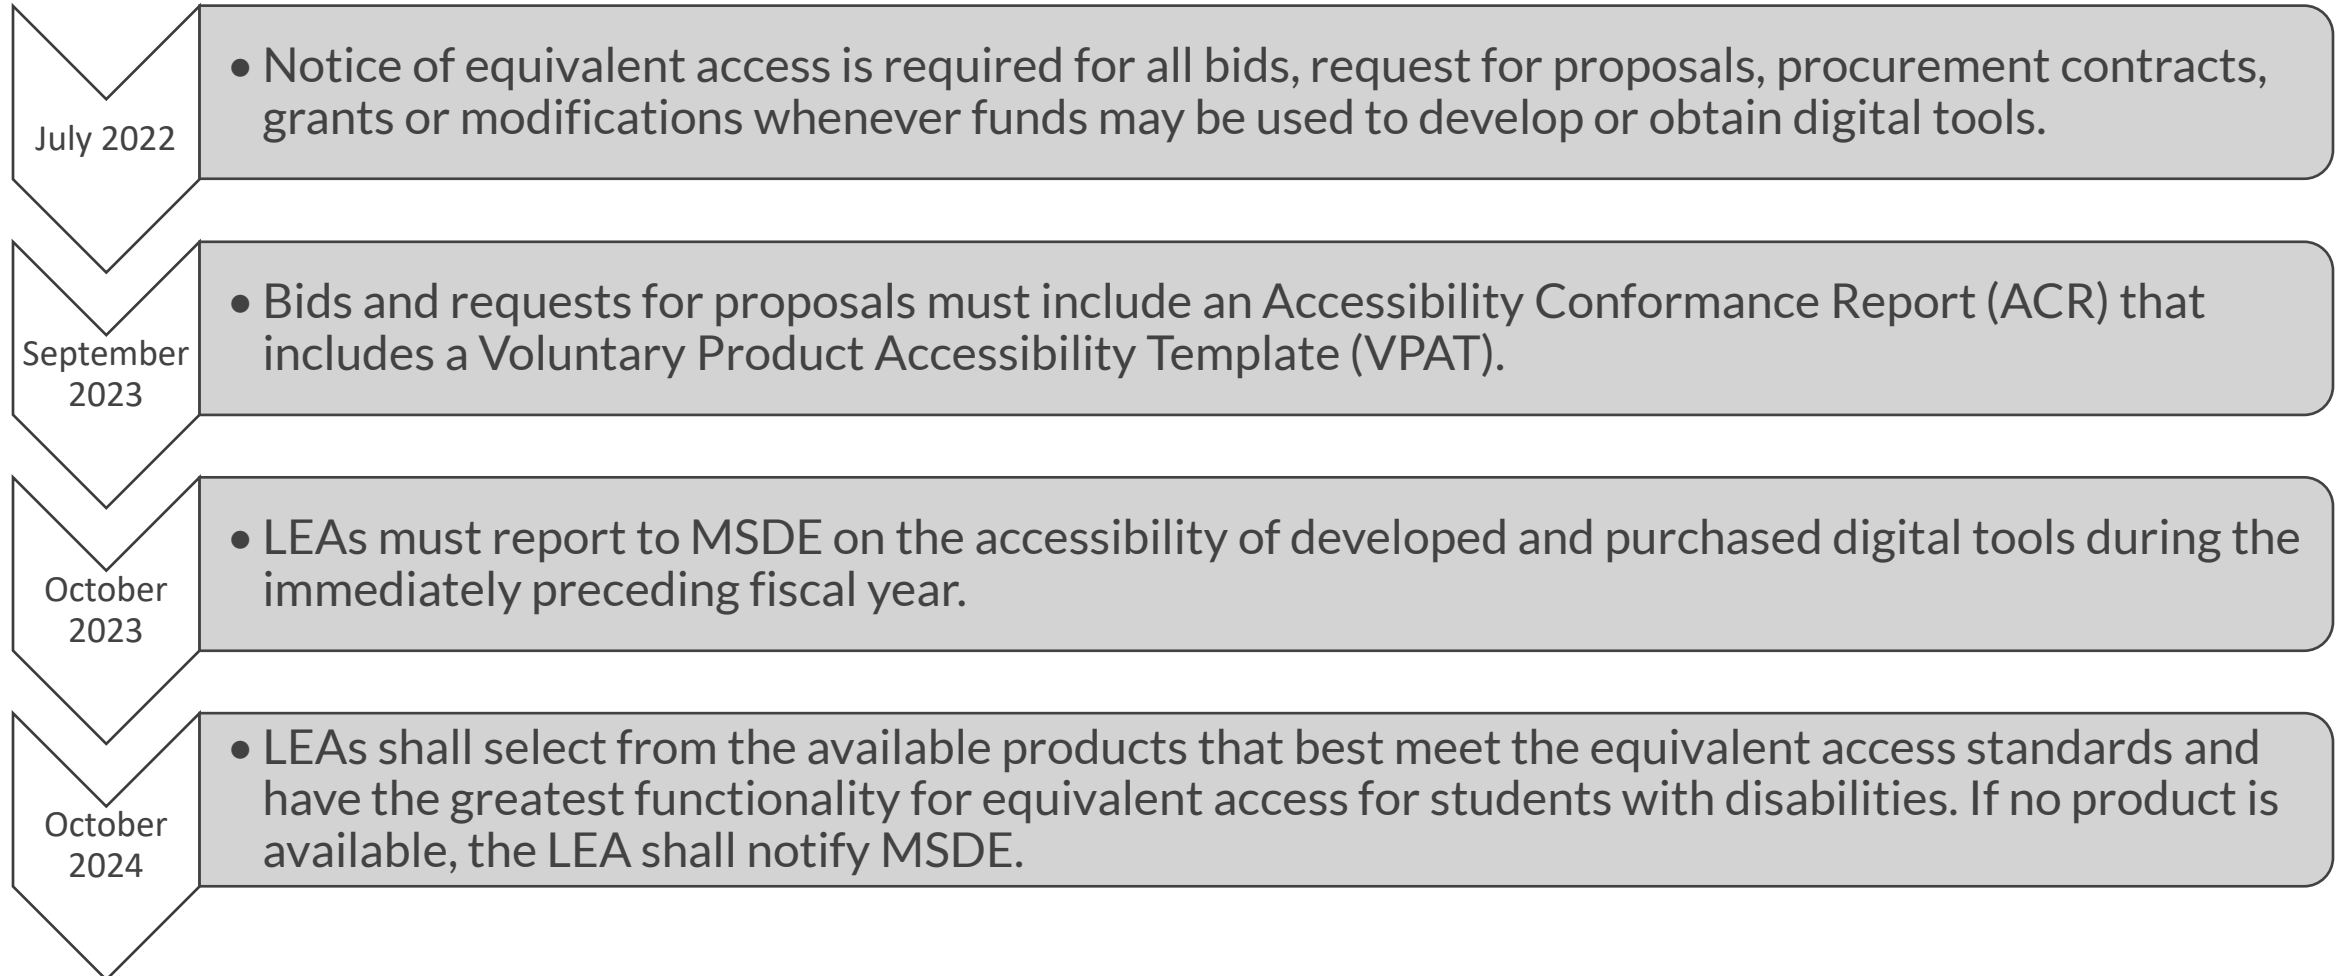 July 2022
• Notice of equivalent access is required for all bids, request for proposals, procurement contracts,
grants or modifications whenever funds may be used to develop or obtain digital tools.
September
2023
• Bids and requests for proposals must include an Accessibility Conformance Report (ACR) that
includes a Voluntary Product Accessibility Template (VPAT).
October
2023
• LEAs must report to MSDE on the accessibility of developed and purchased digital tools during the
immediately preceding fiscal year.
October
2024
• LEAs shall select from the available products that best meet the equivalent access standards and
have the greatest functionality for equivalent access for students with disabilities. If no product is
available, the LEA shall notify MSDE.